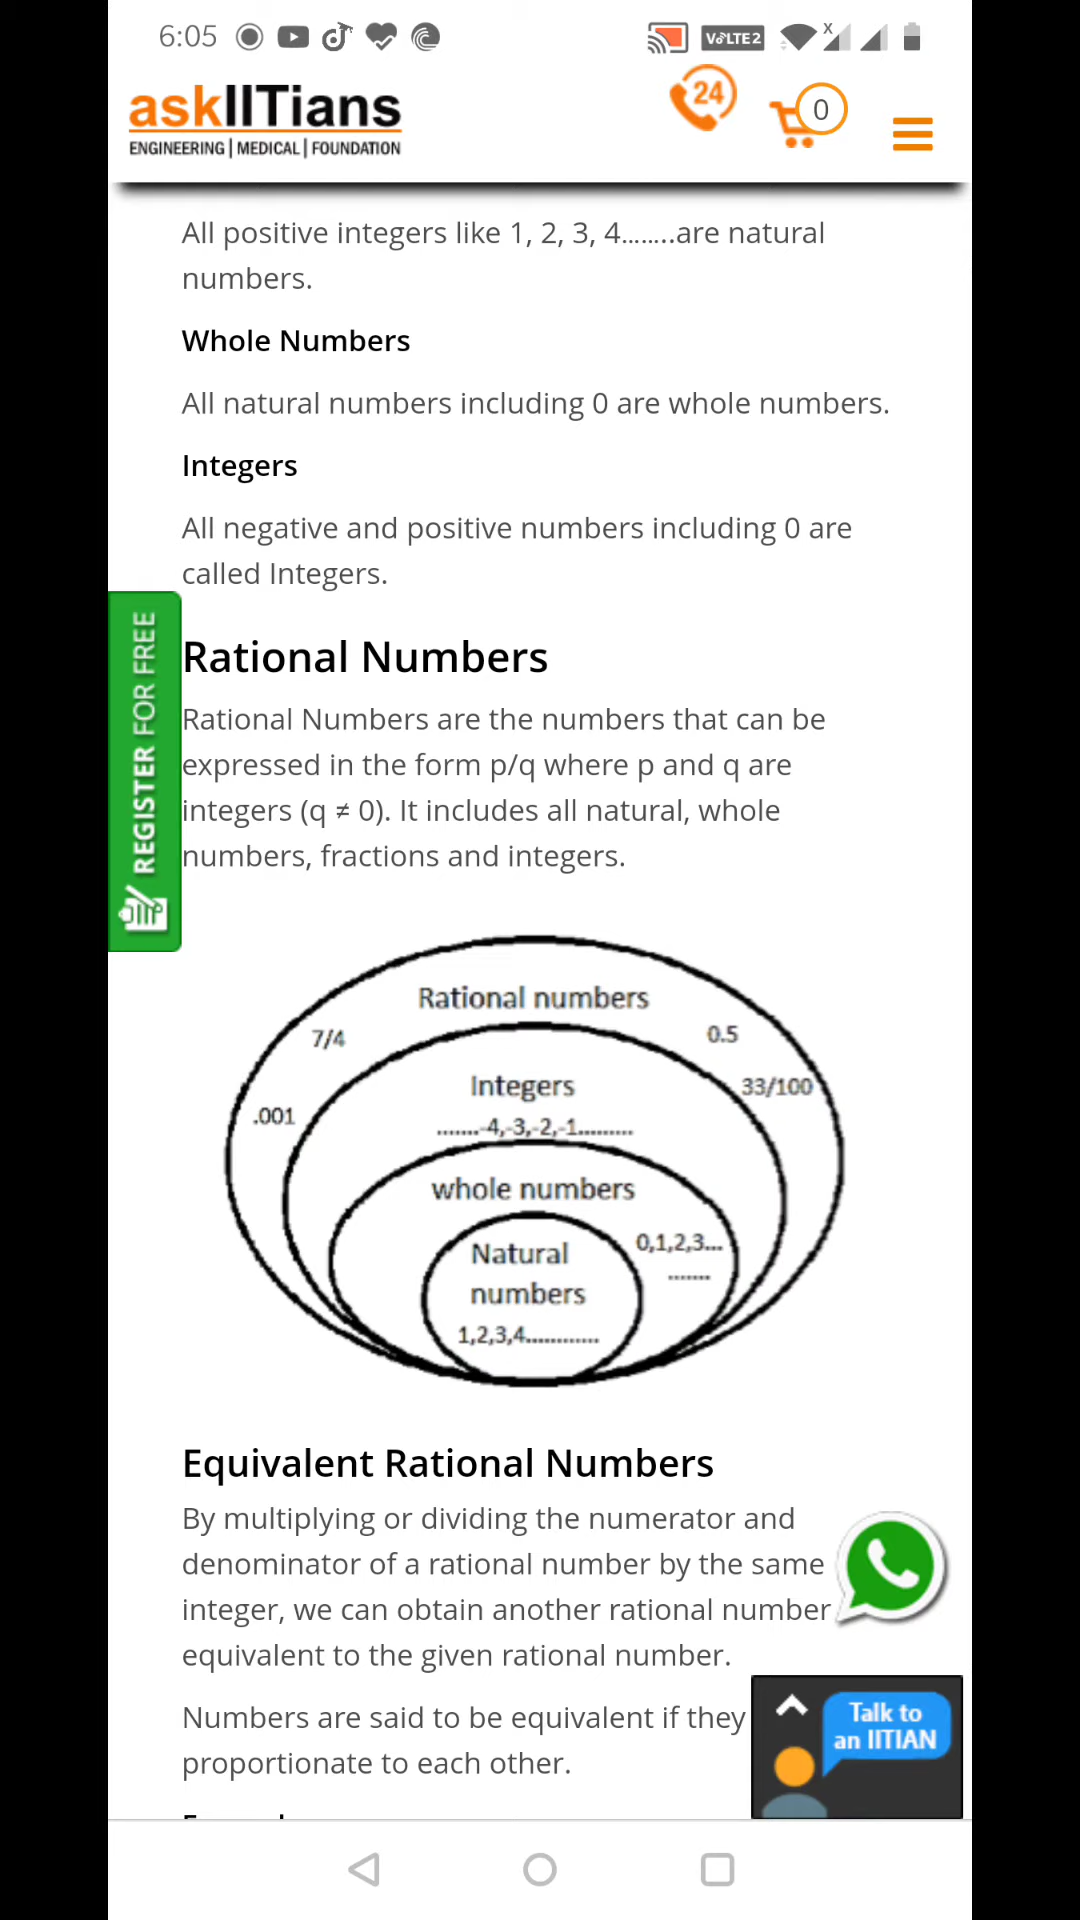 6:05
VoLTE2
X
askIITians
ENGINEERING | MEDICAL | FOUNDATION
24
0
All positive integers like 1, 2, 3, 4........are natural
numbers.
Whole Numbers
All natural numbers including 0 are whole numbers.
Integers
All negative and positive numbers including 0 are
called Integers.
REGISTER FOR FREE
Rational Numbers
Rational Numbers are the numbers that can be
expressed in the form p/q where p and q are
integers (q ≠ 0). It includes all natural, whole
numbers, fractions and integers.
Rational numbers
7/4
0.5
Integers
33/100
.001
.......-4,-3,-2,-1.........
whole numbers
0,1,2,3...
.......
Natural
numbers
1,2,3,4............
Equivalent Rational Numbers
By multiplying or dividing the numerator and
denominator of a rational number by the same
integer, we can obtain another rational number
equivalent to the given rational number.
Numbers are said to be equivalent if they
proportionate to each other.
Talk to
an IITIAN